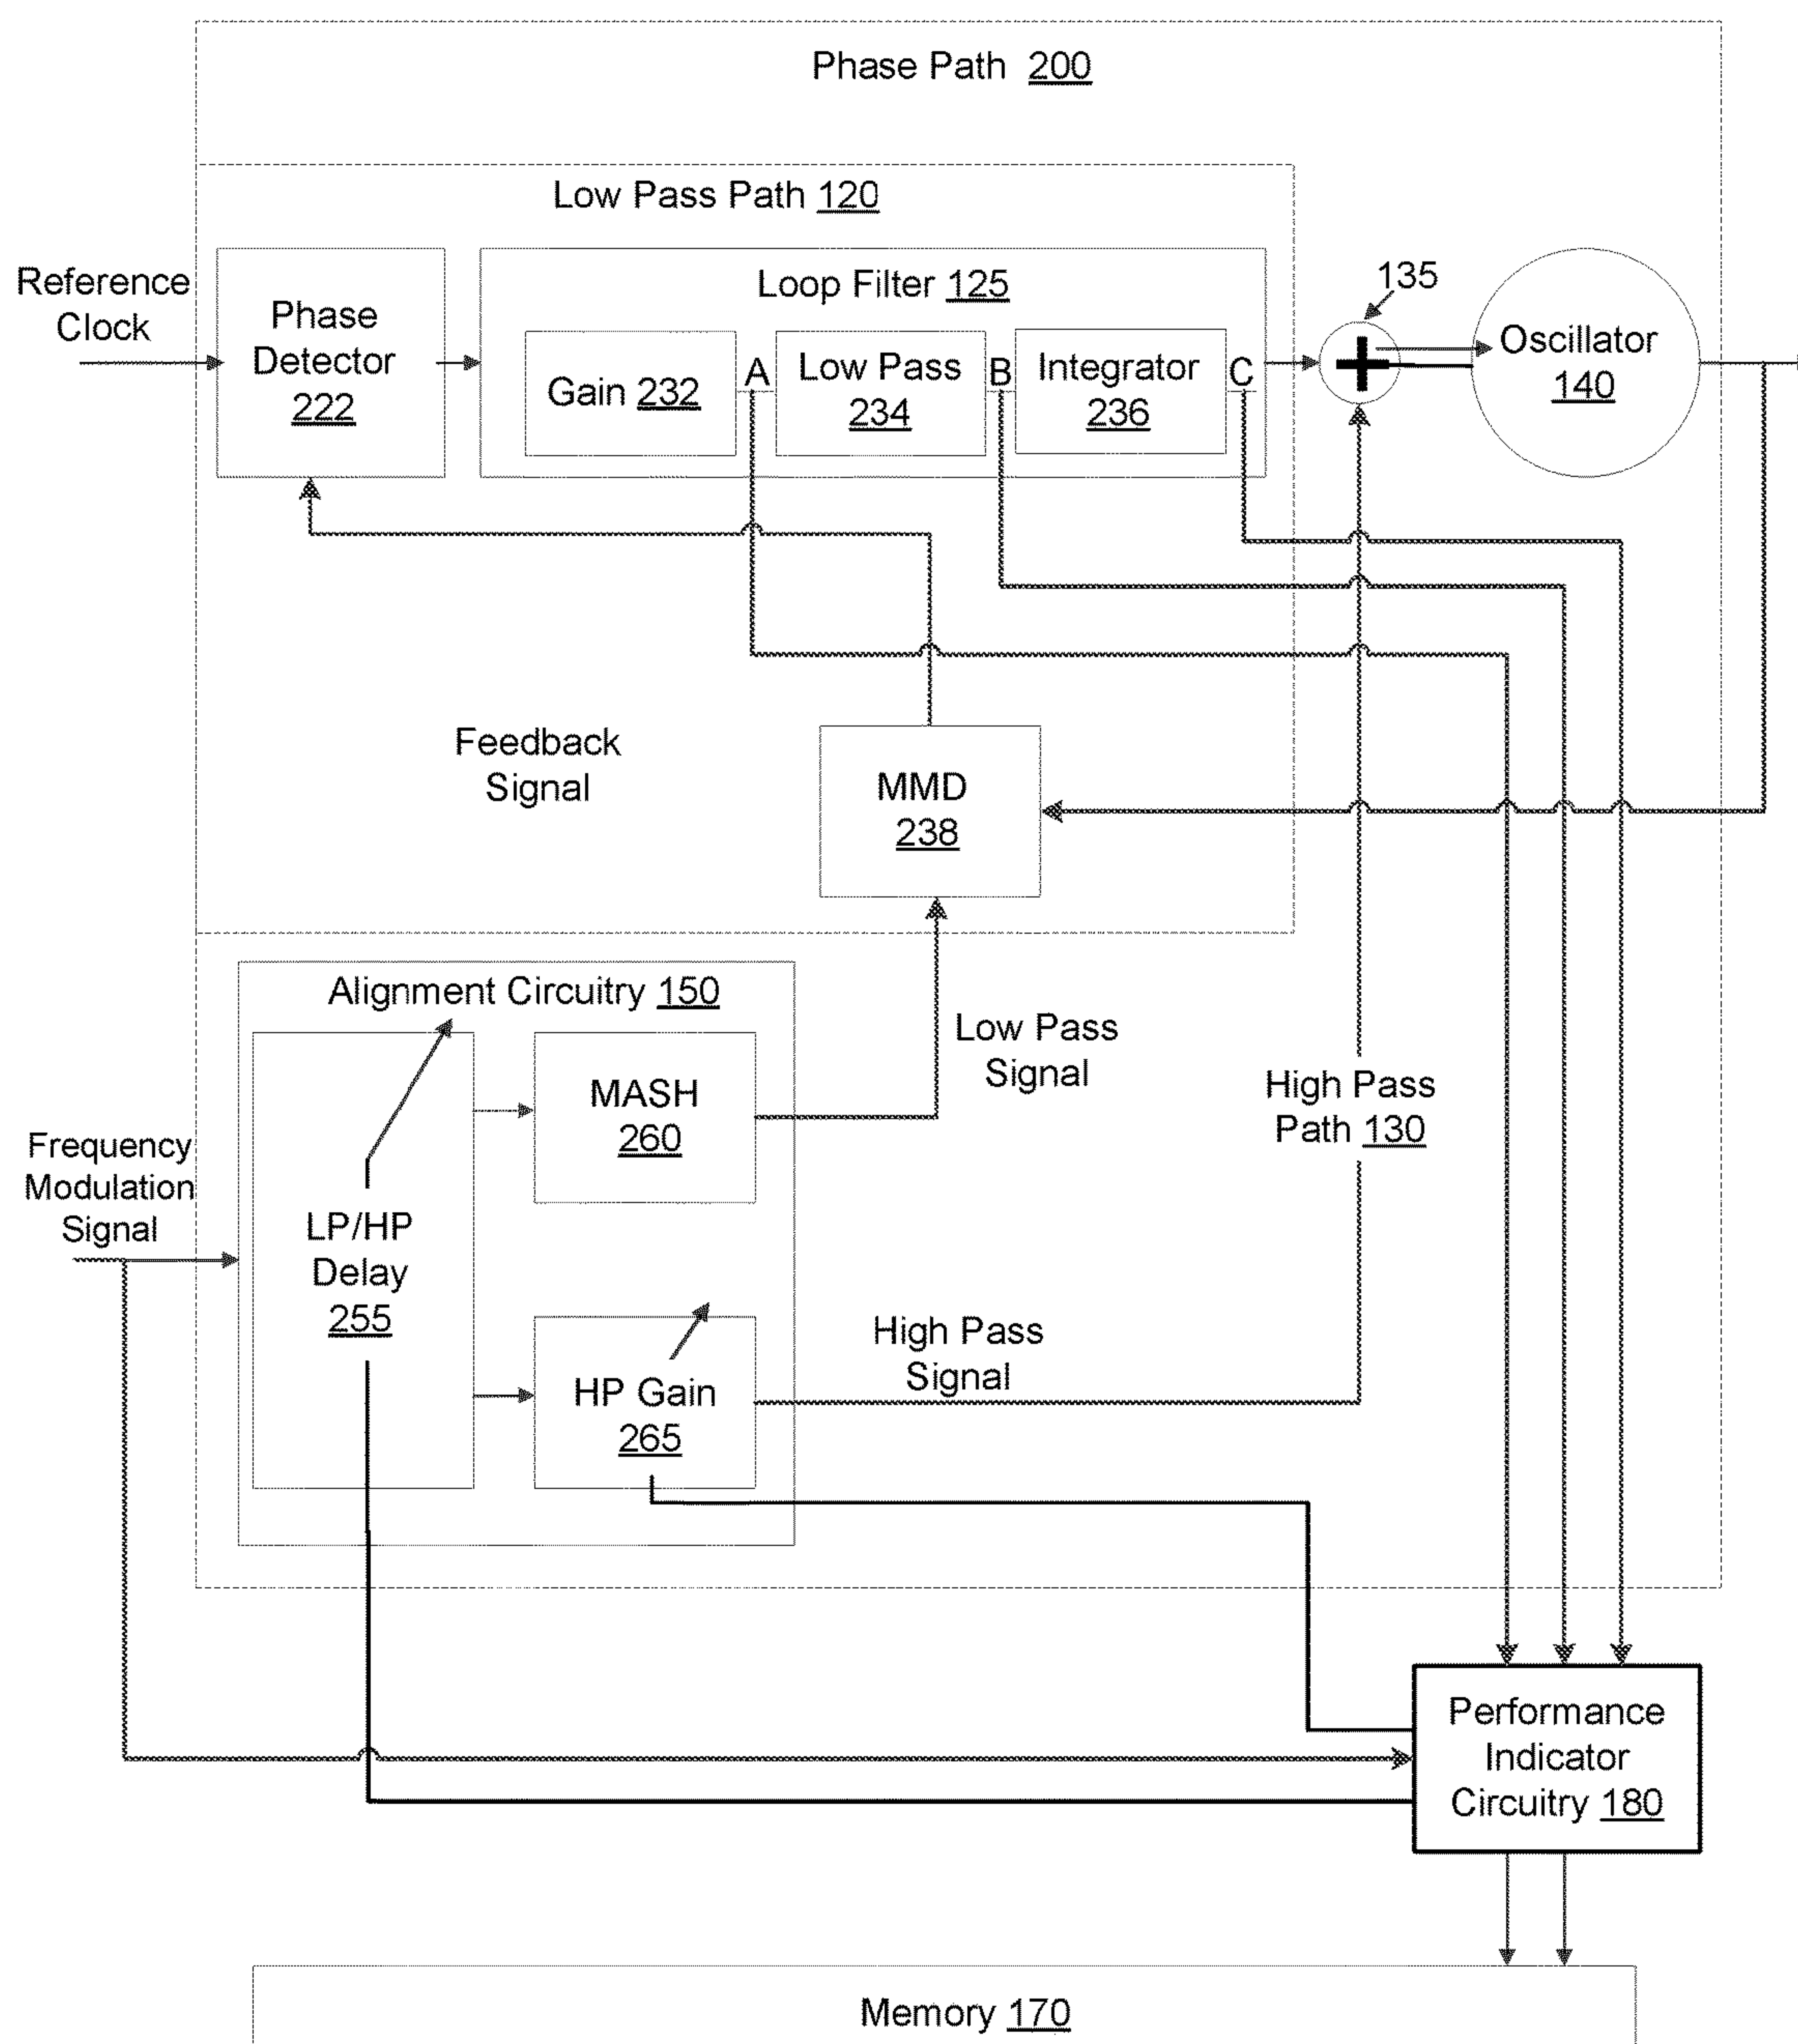 Phase Path 200
Low Pass Path 120
Reference
Clock
Phase
Detector
222
Loop Filter 125
Gain 232
A
Low Pass
234
B
Integrator
236
C
135
Oscillator
140
Feedback
Signal
MMD
238
Alignment Circuitry 150
Low Pass
Signal
High Pass
Path 130
Frequency
Modulation
Signal
LP/HP
Delay
255
MASH
260
HP Gain
265
High Pass
Signal
Performance
Indicator
Circuitry 180
Memory 170